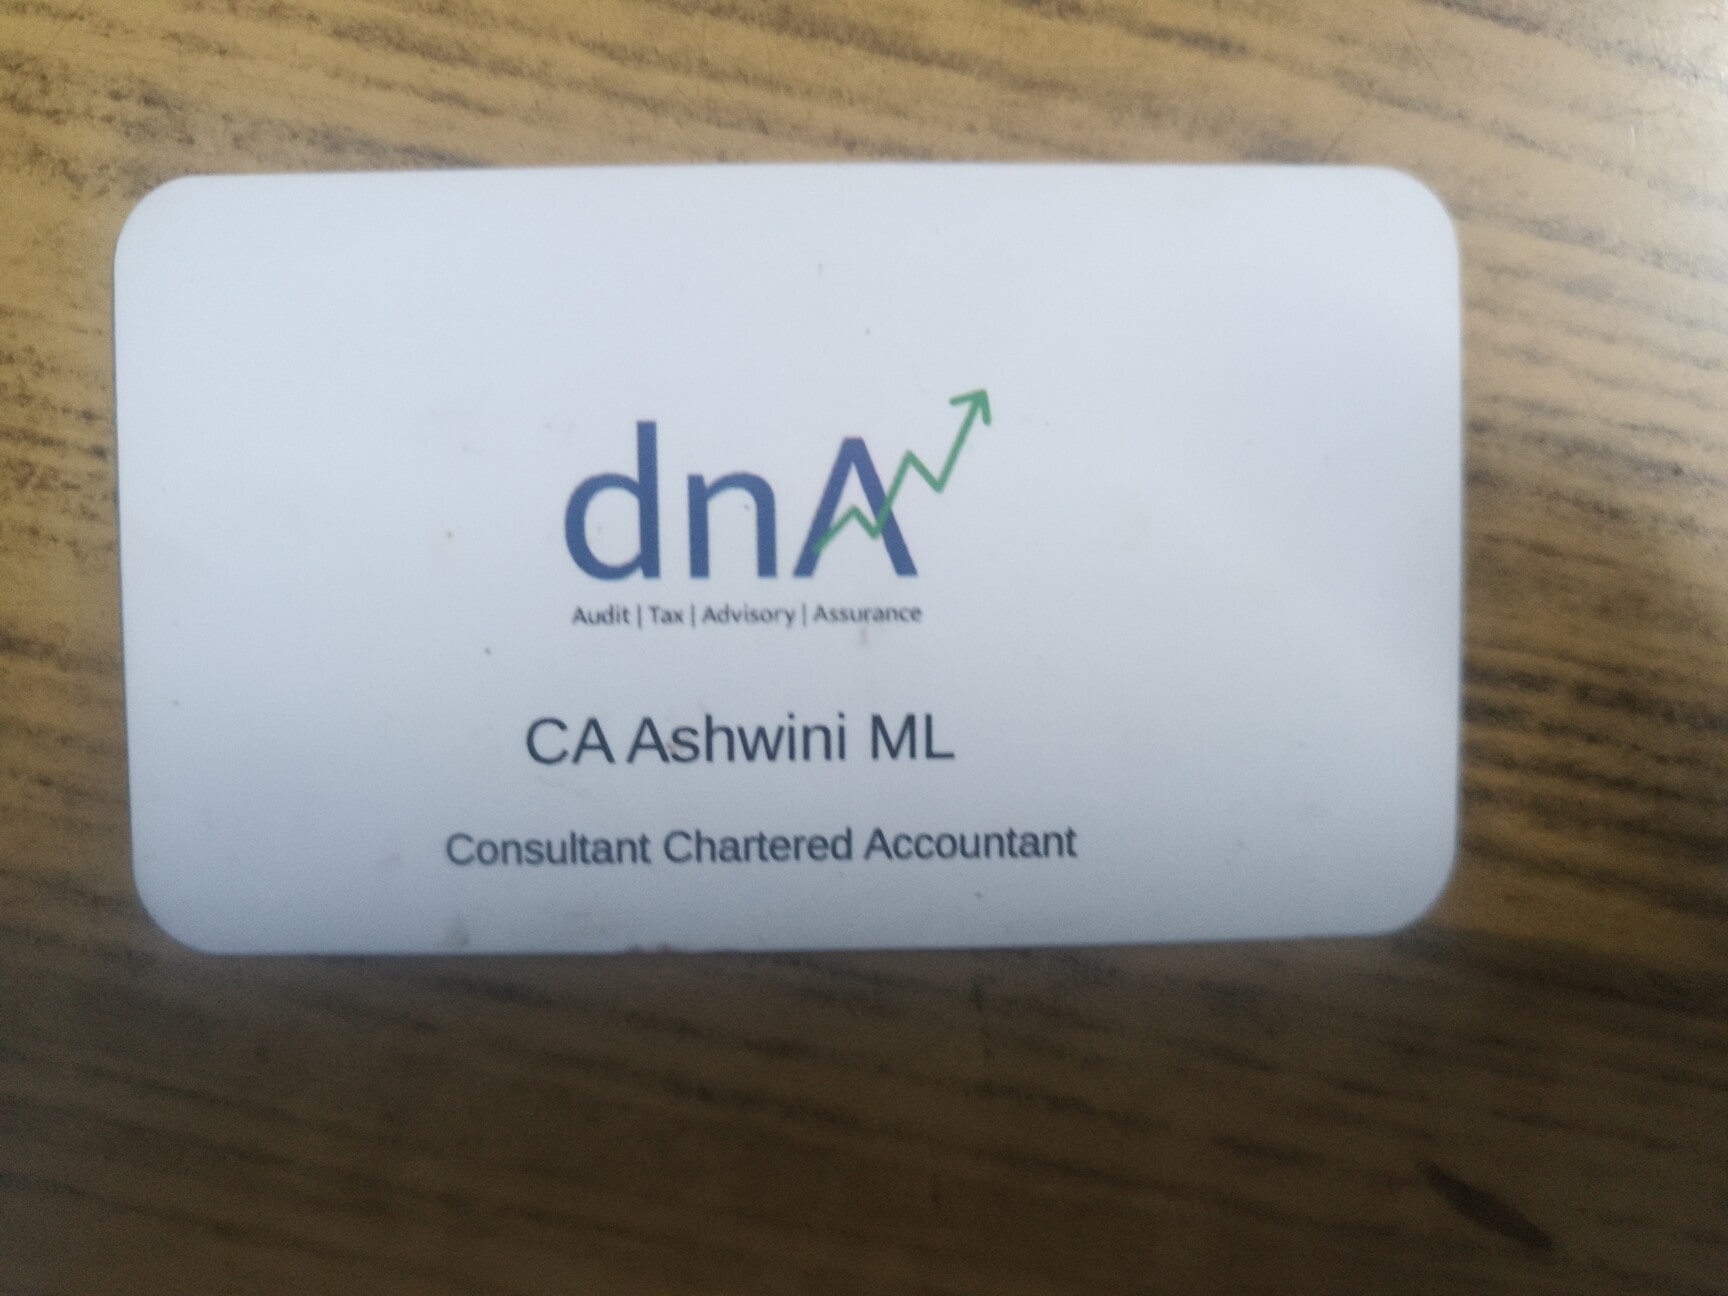 dnA
Audit | Tax | Advisory | Assurance
CA Ashwini ML
Consultant Chartered Accountant